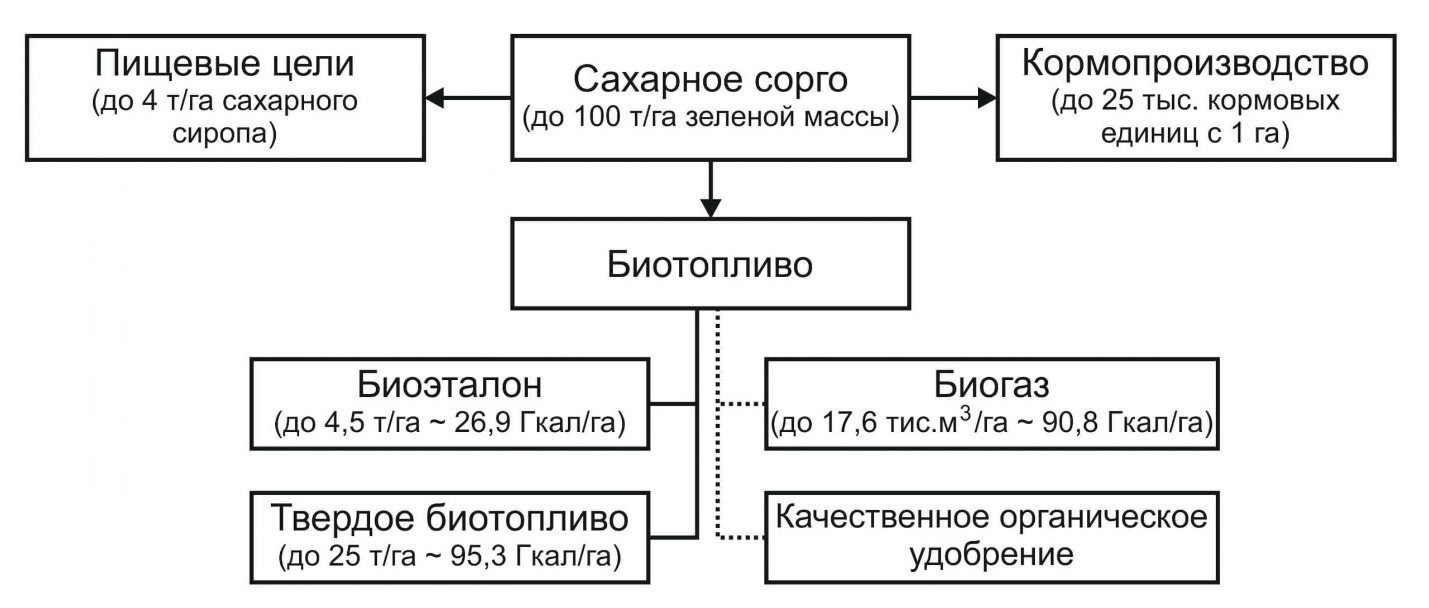 Пищевые цели
(до 4 т/га сахарного
сиропа)
Сахарное сорго
(до 100 т/га зеленой массы)
Кормопроизводство
(до 25 тыс. кормовых
единиц с 1 га)
Биотопливо
Биоэталон
(до 4,5 т/га ~ 26,9 Гкал/га)
Биогаз
(до 17,6 тис.м³/га ~ 90,8 Гкал/га)
Твердое биотопливо
(до 25 т/га ~ 95,3 Гкал/га)
Качественное органическое
удобрение